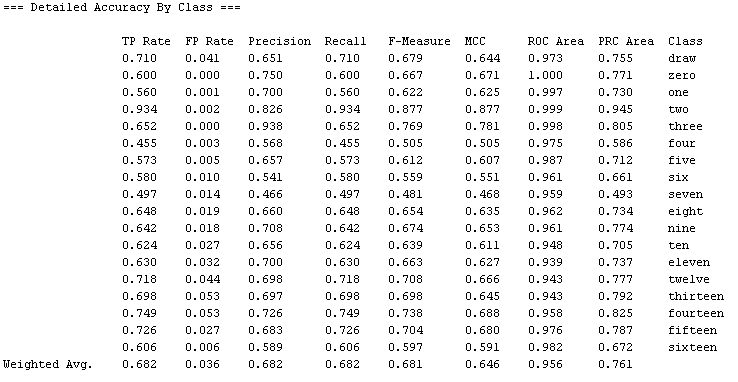 === Detailed Accuracy By Class ===
TP Rate FP Rate Precision Recall F-Measure MCC ROC Area PRC Area Class
0.710 0.041 0.651 0.710 0.679 0.644 0.973 0.755 draw
0.600 0.000 0.750 0.600 0.667 0.671 1.000 0.771 zero
0.560 0.001 0.700 0.560 0.622 0.625 0.997 0.730 one
0.934 0.002 0.826 0.934 0.877 0.877 0.999 0.945 two
0.652 0.000 0.938 0.652 0.769 0.781 0.998 0.805 three
0.455 0.003 0.568 0.455 0.505 0.505 0.975 0.586 four
0.573 0.005 0.657 0.573 0.612 0.607 0.987 0.712 five
0.580 0.010 0.541 0.580 0.559 0.551 0.961 0.661 six
0.497 0.014 0.466 0.497 0.481 0.468 0.959 0.493 seven
0.648 0.019 0.660 0.648 0.654 0.635 0.962 0.734 eight
0.642 0.018 0.708 0.642 0.674 0.653 0.961 0.774 nine
0.624 0.027 0.656 0.624 0.639 0.611 0.948 0.705 ten
0.630 0.032 0.700 0.630 0.663 0.627 0.939 0.737 eleven
0.718 0.044 0.698 0.718 0.708 0.666 0.943 0.777 twelve
0.698 0.053 0.697 0.698 0.698 0.645 0.943 0.792 thirteen
0.749 0.053 0.726 0.749 0.738 0.688 0.958 0.825 fourteen
0.726 0.027 0.683 0.726 0.704 0.680 0.976 0.787 fifteen
0.606 0.006 0.589 0.606 0.597 0.591 0.982 0.672 sixteen
Weighted Avg. 0.682 0.036 0.682 0.682 0.681 0.646 0.956 0.761